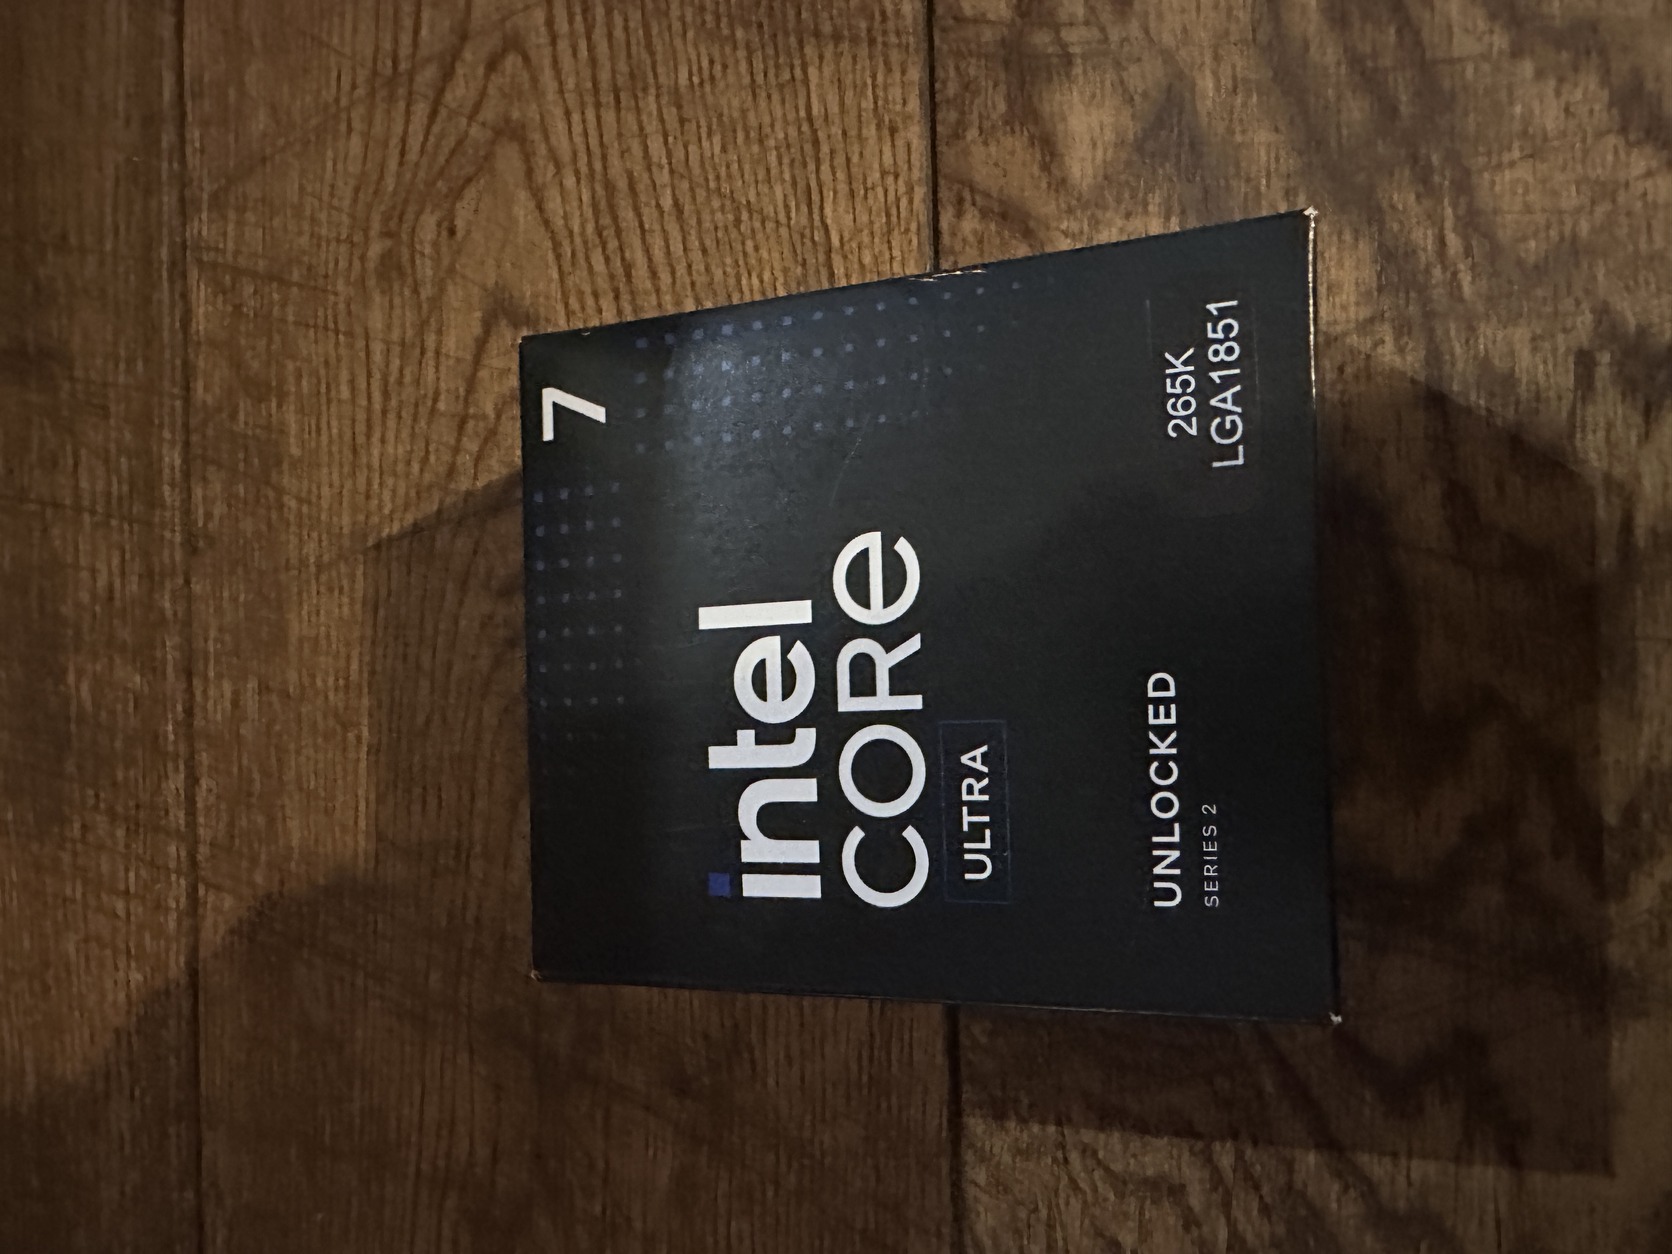 7
intel
CORe
ULTRA
UNLOCKED
SERIES 2
265K
LGA1851